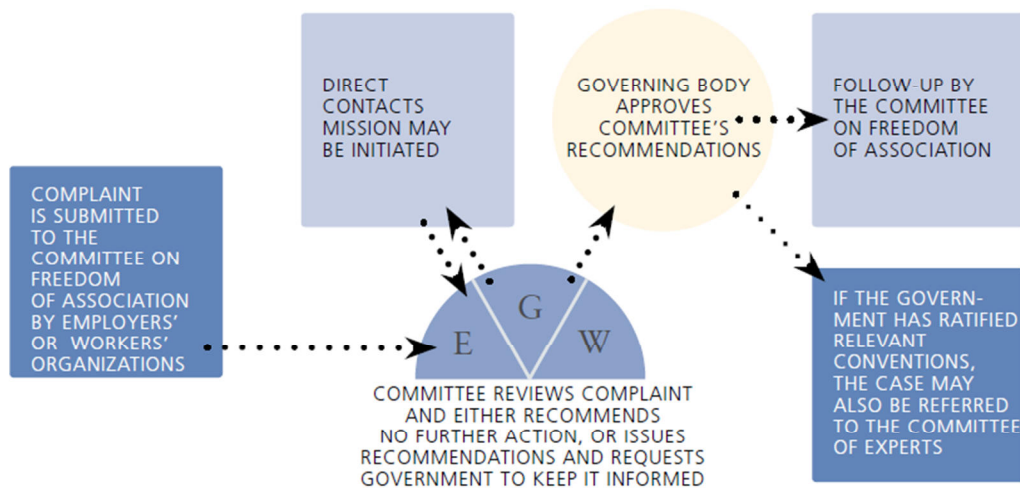 DIRECT
CONTACTS
MISSION MAY
BE INITIATED
GOVERNING BODY
APPROVES
COMMITTEE'S
RECOMMENDATIONS
FOLLOW-UP BY
THE COMMITTEE
ON FREEDOM
OF ASSOCIATION
COMPLAINT
IS SUBMITTED
TO THE
COMMITTEE ON
FREEDOM
OF ASSOCIATION
BY EMPLOYERS'
OR WORKERS'
ORGANIZATIONS
E
G
W
COMMITTEE REVIEWS COMPLAINT
AND EITHER RECOMMENDS
NO FURTHER ACTION, OR ISSUES
RECOMMENDATIONS AND REQUESTS
GOVERNMENT TO KEEP IT INFORMED
IF THE GOVERN-
MENT HAS RATIFIED
RELEVANT
CONVENTIONS,
THE CASE MAY
ALSO BE REFERRED
TO THE COMMITTEE
OF EXPERTS